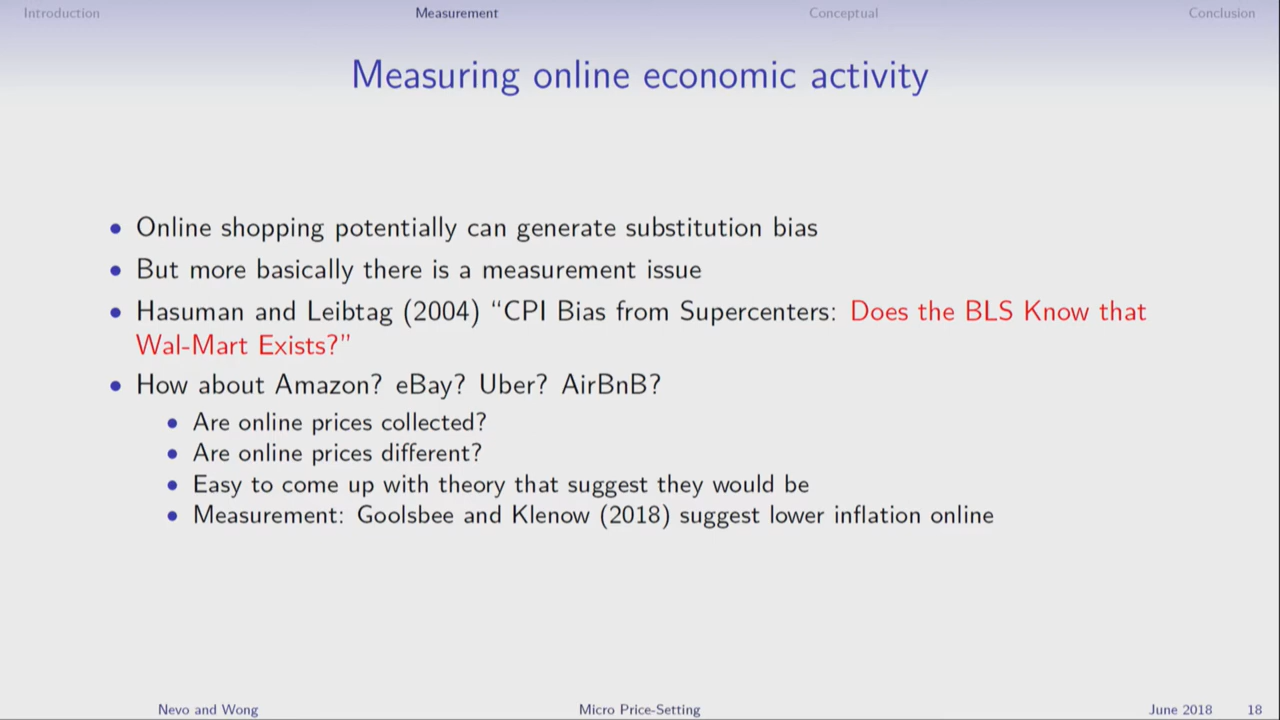 Introduction Measurement Conceptual Conclusion
Measuring online economic activity
• Online shopping potentially can generate substitution bias
• But more basically there is a measurement issue
• Hasuman and Leibtag (2004) “CPI Bias from Supercenters: Does the BLS Know that
Wal-Mart Exists?”
• How about Amazon? eBay? Uber? AirBnB?
• Are online prices collected?
• Are online prices different?
• Easy to come up with theory that suggest they would be
• Measurement: Goolsbee and Klenow (2018) suggest lower inflation online
Nevo and Wong Micro Price-Setting June 2018 18